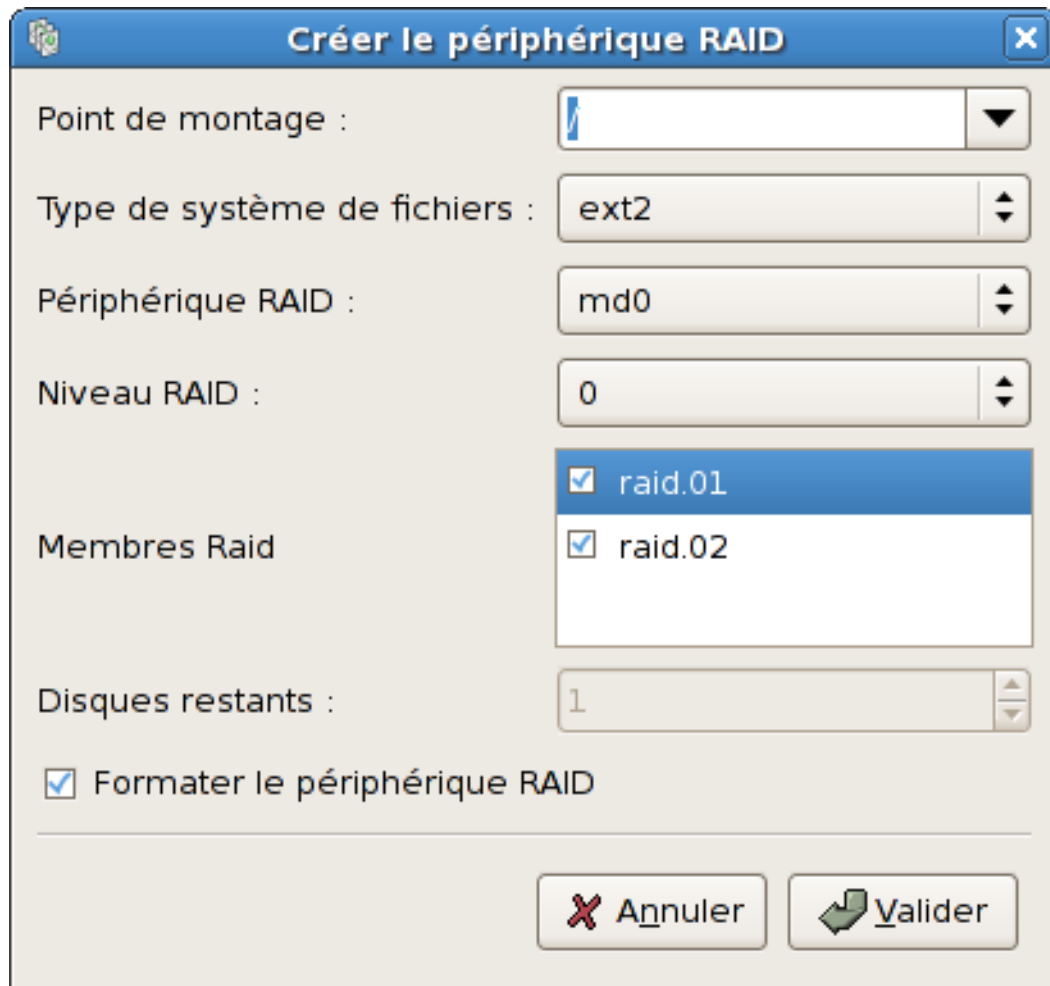 Créer le périphérique RAID
Point de montage : /
Type de système de fichiers : ext2
Périphérique RAID : md0
Niveau RAID : 0
raid.01
Membres Raid raid.02
Disques restants : 1
Formater le périphérique RAID
Annuler Valider